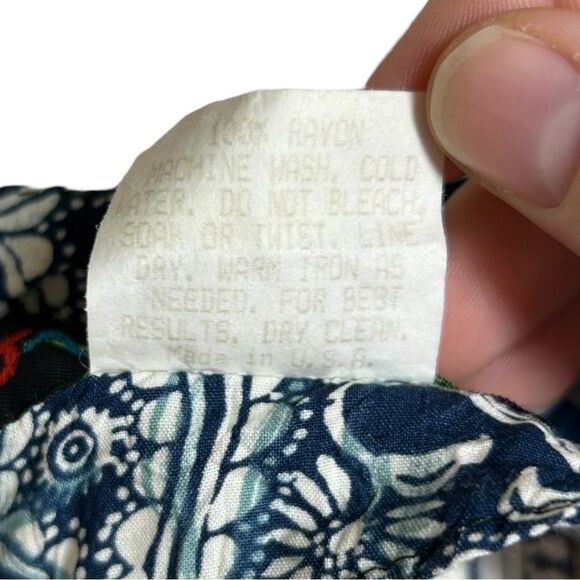 100% RAYON
MACHINE WASH. COLD
WATER. DO NOT BLEACH,
SOAK OR TWIST. LINE
DRY. WARM IRON AS
NEEDED. FOR BEST
RESULTS, DRY CLEAN.
Made in U.S.A.